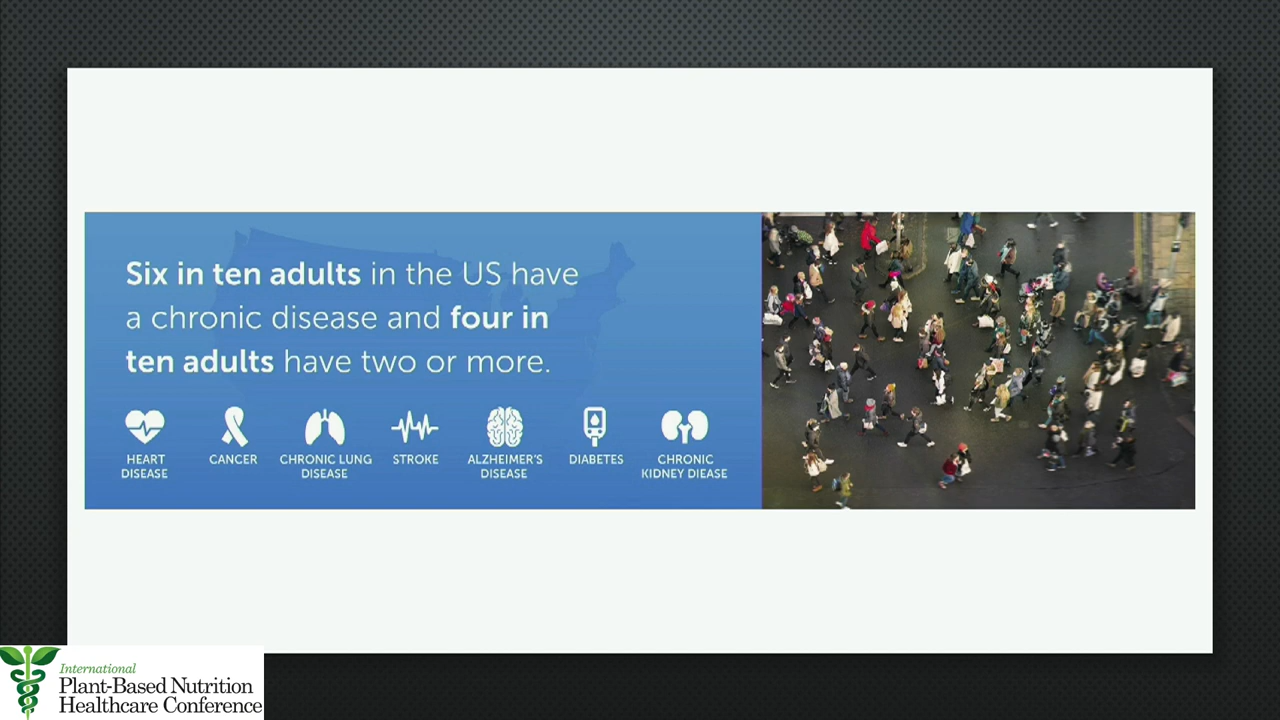 Six in ten adults in the US have
a chronic disease and four in
ten adults have two or more.
HEART
DISEASE
CANCER
CHRONIC LUNG
DISEASE
STROKE
ALZHEIMER'S
DISEASE
DIABETES
CHRONIC
KIDNEY DIEASE
International
Plant-Based Nutrition
Healthcare Conference